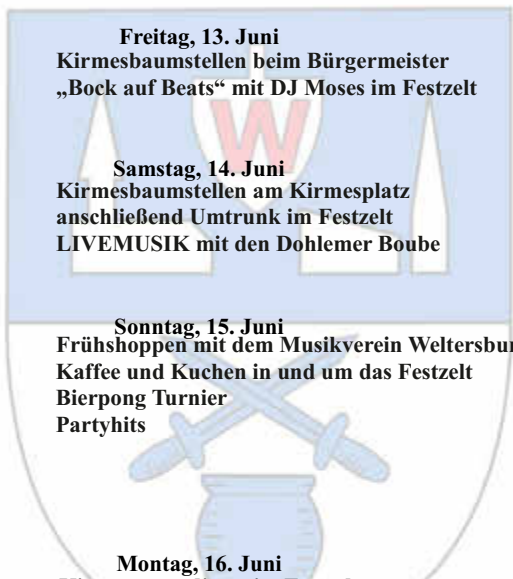 Freitag, 13. Juni
Kirmesbaumstellen beim Bürgermeister
„Bock auf Beats“ mit DJ Moses im Festzelt
W
Samstag, 14. Juni
Kirmesbaumstellen am Kirmesplatz
anschließend Umtrunk im Festzelt
LIVEMUSIK mit den Dohlemer Boube
Sonntag, 15. Juni
Frühshoppen mit dem Musikverein Weltersbur
Kaffee und Kuchen in und um das Festzelt
Bierpong Turnier
Partyhits
Montag, 16. Juni